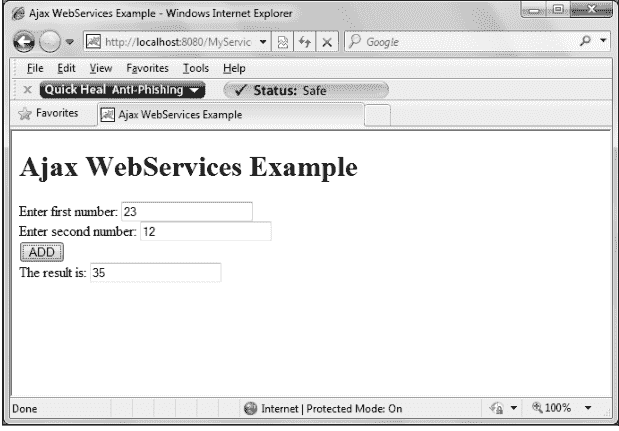 Ajax WebServices Example - Windows Internet Explorer
http://localhost:8080/MyServic
Google
File Edit View Favorites Tools Help
x Quick Heal Anti-Phishing Status: Safe
Favorites Ajax WebServices Example
Ajax WebServices Example
Enter first number: 23
Enter second number: 12
ADD
The result is: 35
Done Internet | Protected Mode: On 100%